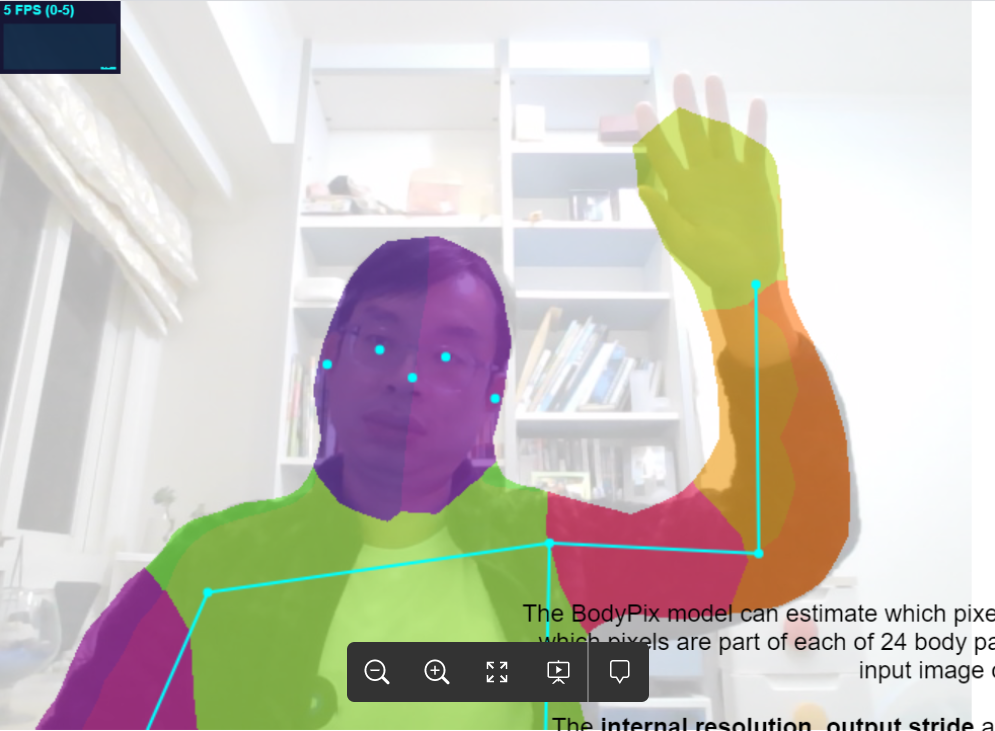 5 FPS (0-5)
The BodyPix model can estimate which pixe
which pixels are part of each of 24 body pa
input image
The internal resolution, output stride a